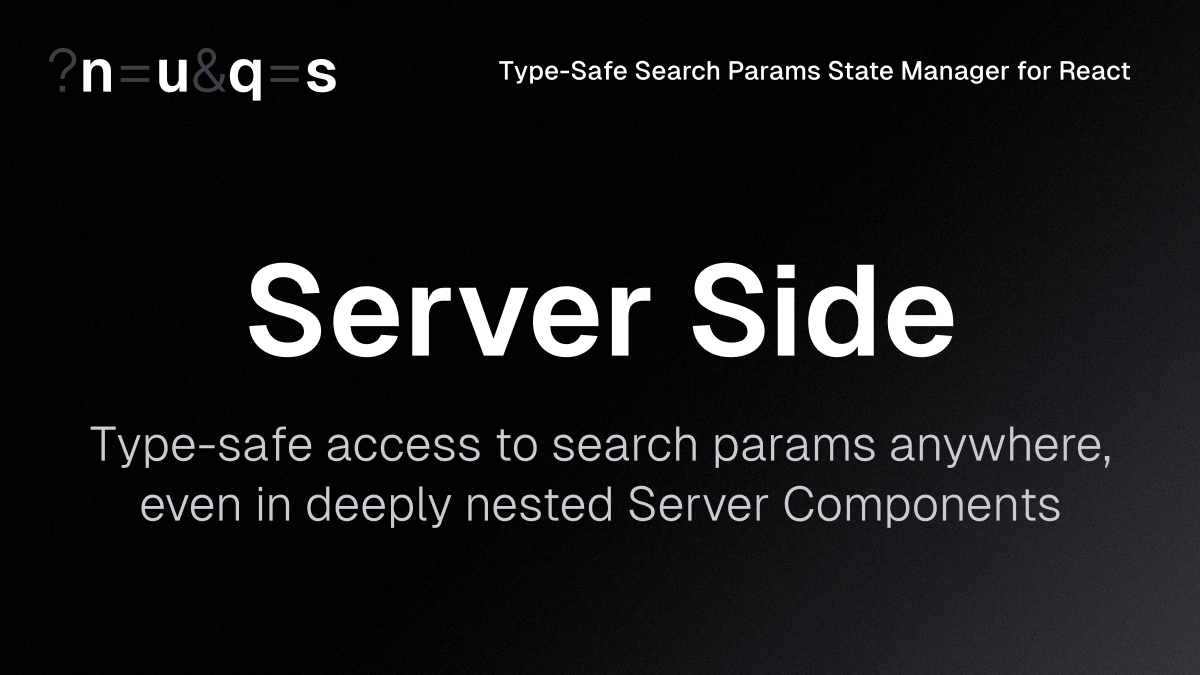 ?n=u&q=s
Type-Safe Search Params State Manager for React
Server Side
Type-safe access to search params anywhere,
even in deeply nested Server Components